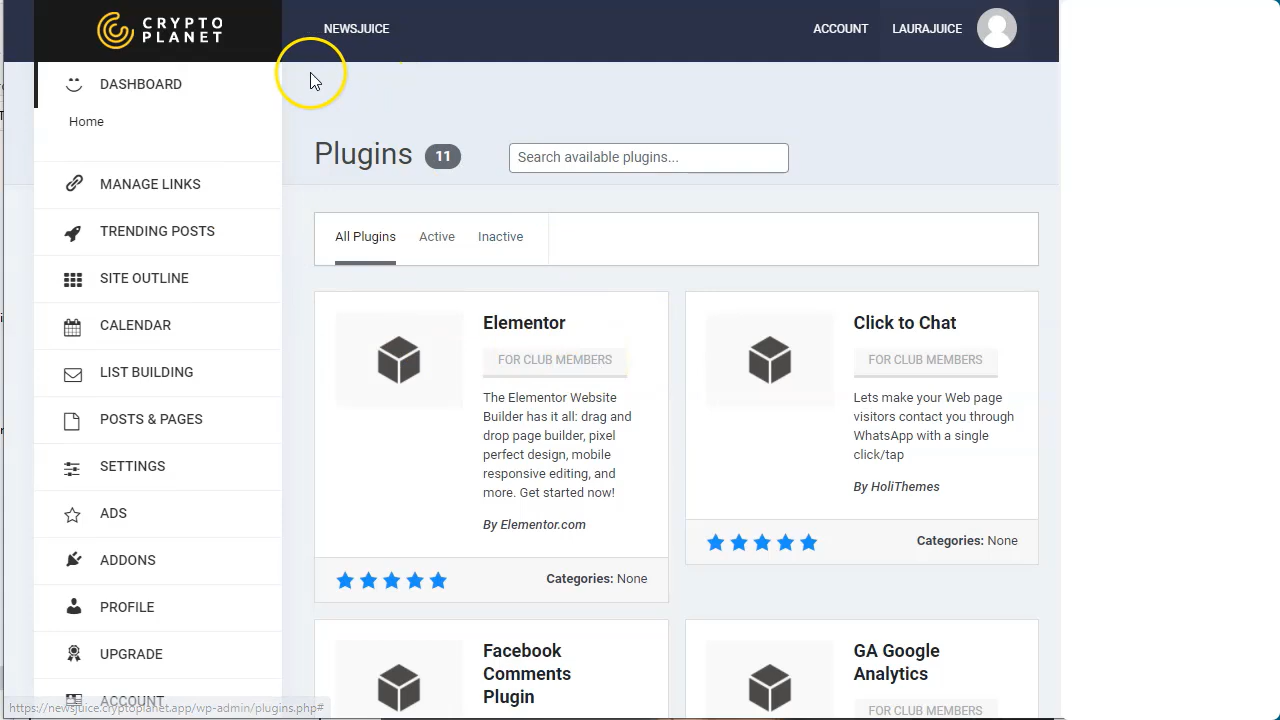 CRYPTO
PLANET
NEWSJUICE
ACCOUNT
LAURAJUICE
DASHBOARD
Home
MANAGE LINKS
TRENDING POSTS
SITE OUTLINE
CALENDAR
LIST BUILDING
POSTS & PAGES
SETTINGS
ADS
ADDONS
PROFILE
UPGRADE
ACCOUNT
https://newsjuice.cryptoplanet.app/wp-admin/plugins.php#
Plugins 11
Search available plugins...
All Plugins
Active
Inactive
Elementor
FOR CLUB MEMBERS
The Elementor Website
Builder has it all: drag and
drop page builder, pixel
perfect design, mobile
responsive editing, and
more. Get started now!
By Elementor.com
Categories: None
Click to Chat
FOR CLUB MEMBERS
Lets make your Web page
visitors contact you through
WhatsApp with a single
click/tap
By HoliThemes
Categories: None
Facebook
Comments
Plugin
GA Google
Analytics
FOR CLUB MEMBERS